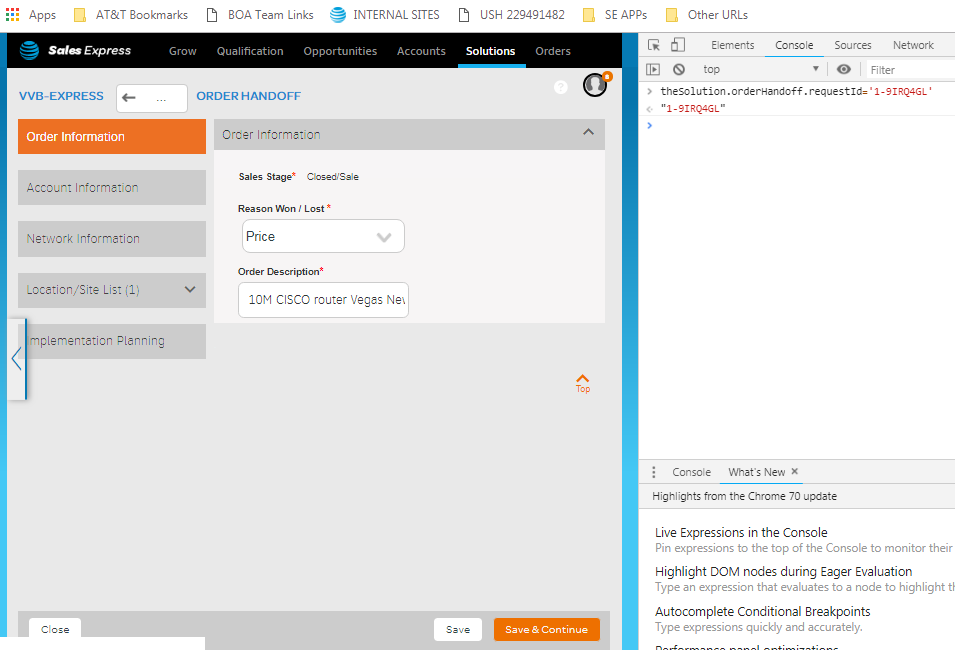 Apps AT&T Bookmarks BOA Team Links INTERNAL SITES USH 229491482 SE APPs Other URLs
Sales Express Grow Qualification Opportunities Accounts Solutions Orders
VVB-EXPRESS ... ORDER HANDOFF
Order Information
Account Information
Network Information
Location/Site List (1)
Implementation Planning
Order Information
Sales Stage* Closed/Sale
Reason Won / Lost *
Price
Order Description*
10M CISCO router Vegas Nev
Top
Close Save Save & Continue
Elements Console Sources Network
top Filter
theSolution.orderHandoff.requestId='1-9IRQ4GL'
"1-9IRQ4GL"
Console What's New ×
Highlights from the Chrome 70 update
Live Expressions in the Console
Pin expressions to the top of the Console to monitor their
Highlight DOM nodes during Eager Evaluation
Type an expression that evaluates to a node to highlight th
Autocomplete Conditional Breakpoints
Type expressions quickly and accurately.
Performance panel optimizations